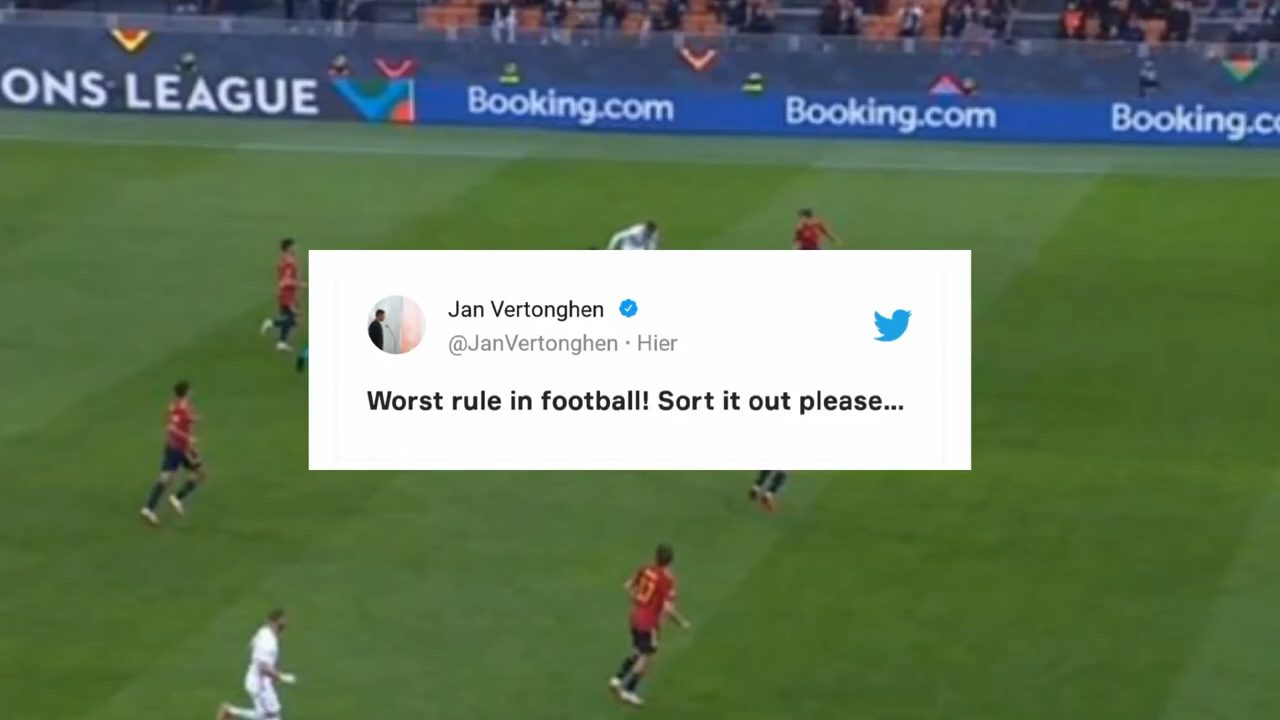 ONS LEAGUE
Booking.com
Booking.com
Booking.c
Jan Vertonghen
@JanVertonghen · Hier
Worst rule in football! Sort it out please...